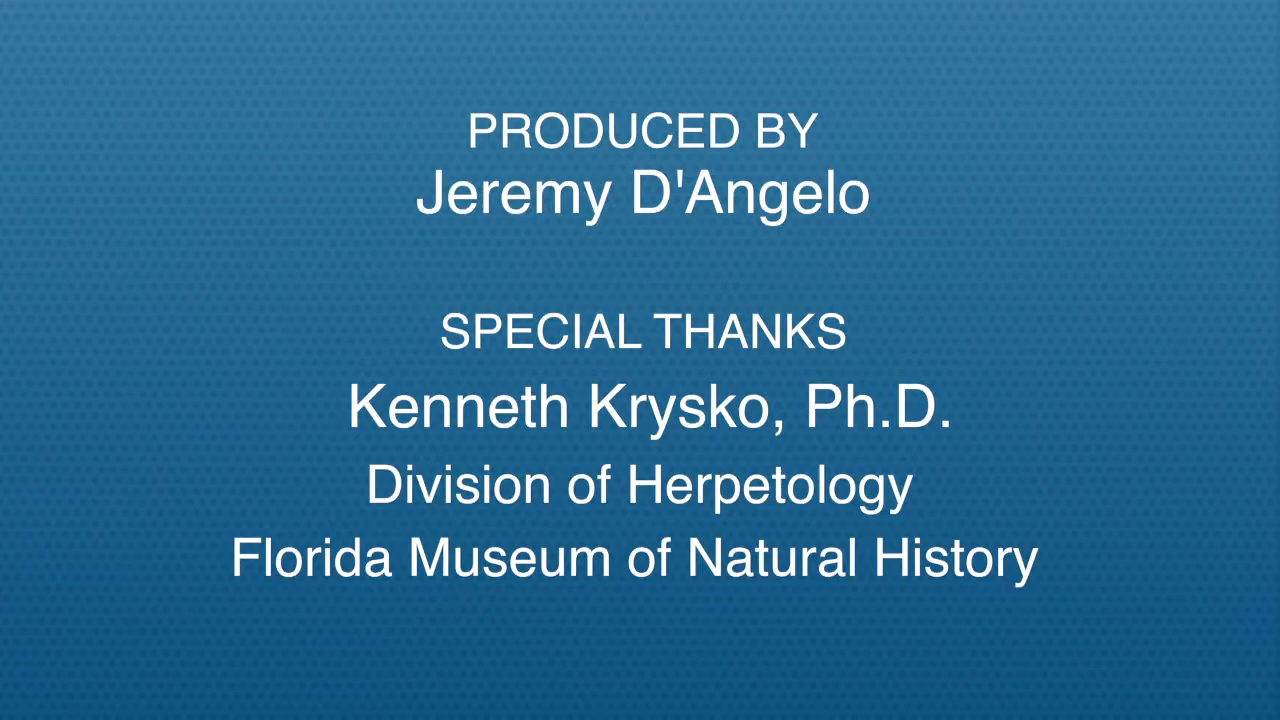 PRODUCED BY
Jeremy D'Angelo
SPECIAL THANKS
Kenneth Krysko, Ph.D.
Division of Herpetology
Florida Museum of Natural History